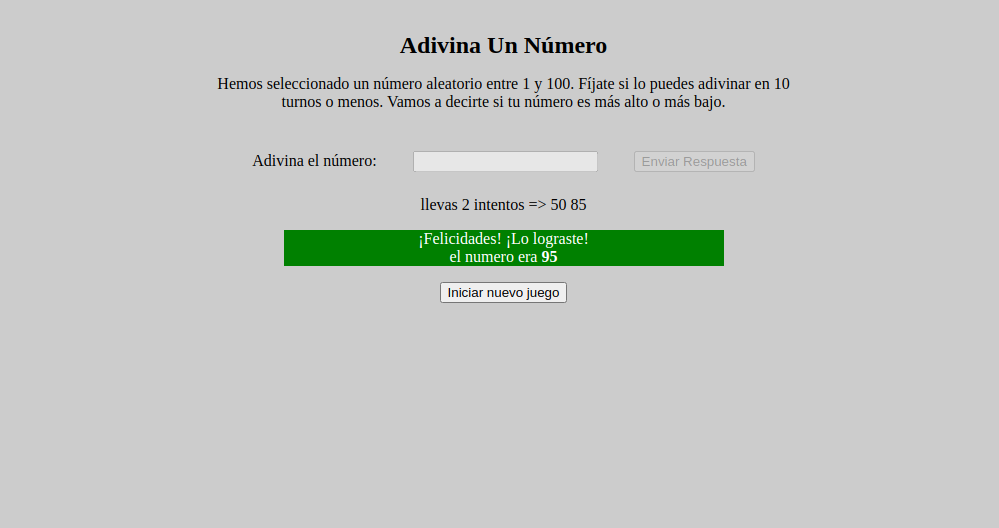 Adivina Un Número
Hemos seleccionado un número aleatorio entre 1 y 100. Fíjate si lo puedes adivinar en 10
turnos o menos. Vamos a decirte si tu número es más alto o más bajo.
Adivina el número: Enviar Respuesta
llevas 2 intentos => 50 85
¡Felicidades! ¡Lo lograste!
el numero era 95
Iniciar nuevo juego